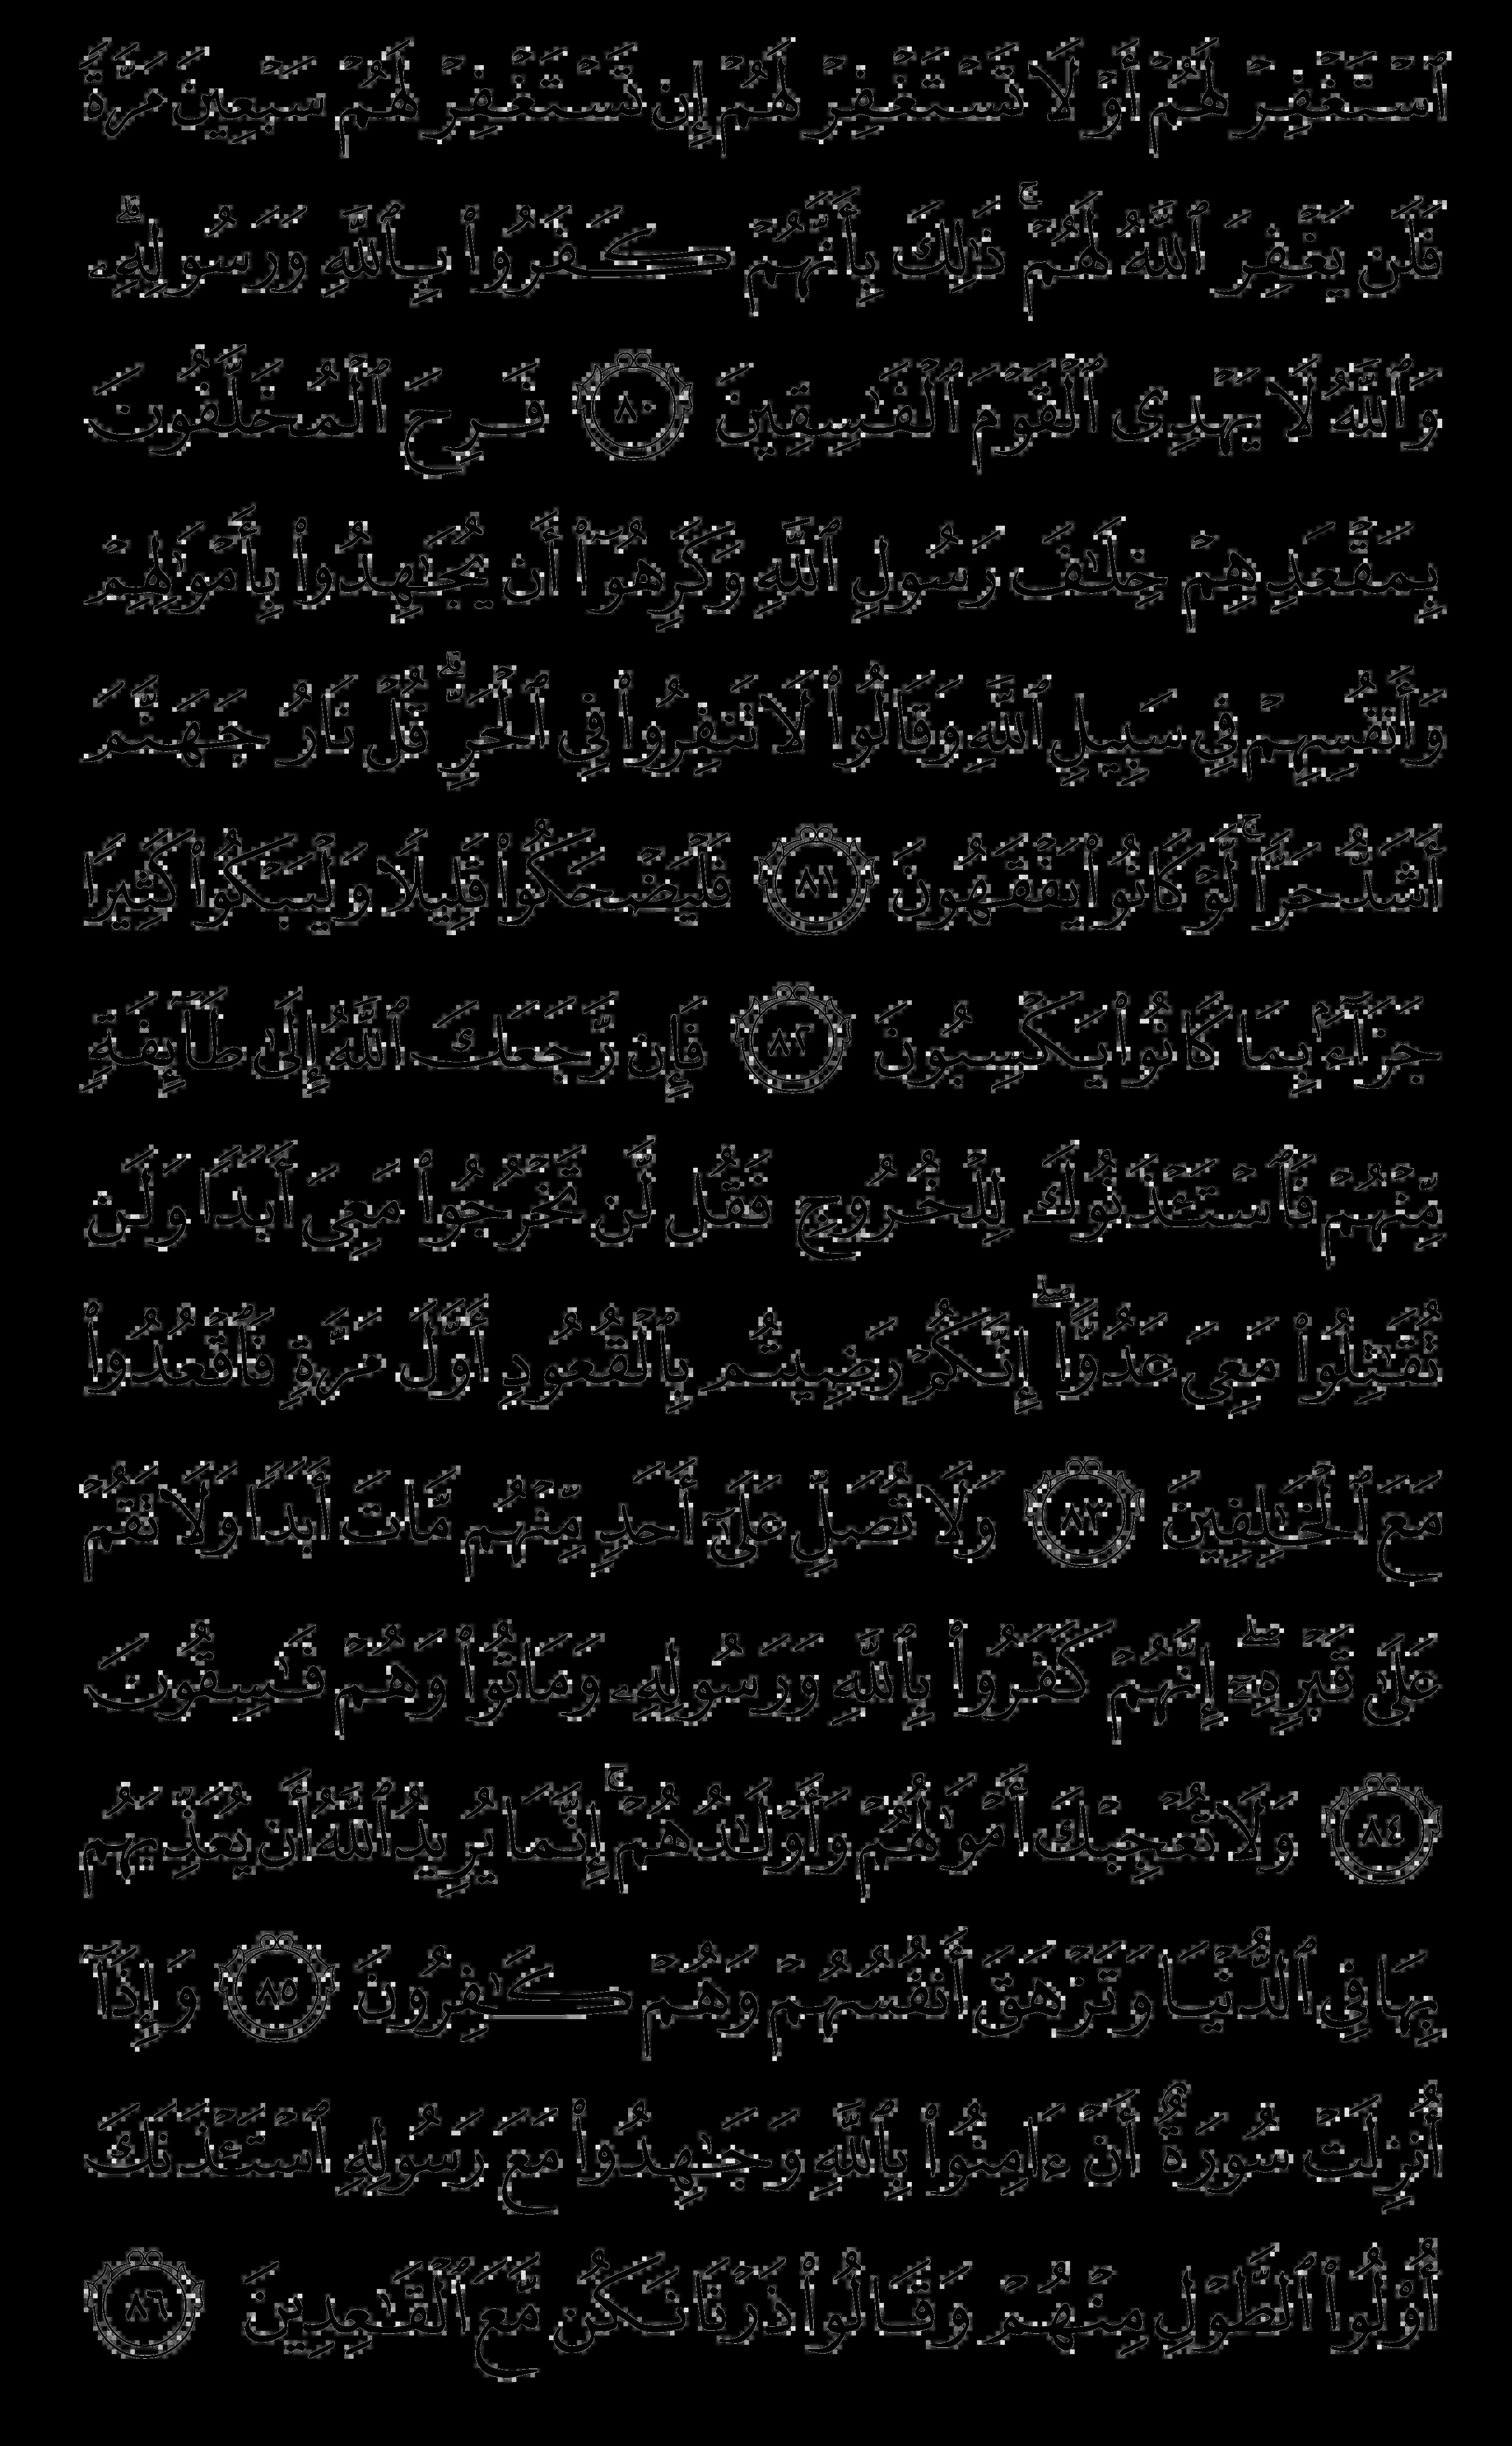 ٱسۡتَغۡفِرۡ لَهُمۡ أَوۡ لَا تَسۡتَغۡفِرۡ لَهُمۡ إِن تَسۡتَغۡفِرۡ لَهُمۡ سَبۡعِينَ مَرَّةٗ
فَلَن يَغۡفِرَ ٱللَّهُ لَهُمۡۚ ذَٰلِكَ بِأَنَّهُمۡ كَفَرُواْ بِٱللَّهِ وَرَسُولِهِۦۗ
وَٱللَّهُ لَا يَهۡدِي ٱلۡقَوۡمَ ٱلۡفَٰسِقِينَ ٨٠ فَرِحَ ٱلۡمُخَلَّفُونَ
بِمَقۡعَدِهِمۡ خِلَٰفَ رَسُولِ ٱللَّهِ وَكَرِهُوٓاْ أَن يُجَٰهِدُواْ بِأَمۡوَٰلِهِمۡ
وَأَنفُسِهِمۡ فِي سَبِيلِ ٱللَّهِ وَقَالُواْ لَا تَنفِرُواْ فِي ٱلۡحَرِّۗ قُلۡ نَارُ جَهَنَّمَ
أَشَدُّ حَرّٗاۚ لَّوۡ كَانُواْ يَفۡقَهُونَ ٨١ فَلۡيَضۡحَكُواْ قَلِيلٗا وَلۡيَبۡكُواْ كَثِيرٗا
جَزَآءَۢ بِمَا كَانُواْ يَكۡسِبُونَ ٨٢ فَإِن رَّجَعَكَ ٱللَّهُ إِلَىٰ طَآئِفَةٖ
مِّنۡهُمۡ فَٱسۡتَـٔۡذَنُوكَ لِلۡخُرُوجِ فَقُل لَّن تَخۡرُجُواْ مَعِيَ أَبَدٗا وَلَن
تُقَٰتِلُواْ مَعِيَ عَدُوًّاۖ إِنَّكُمۡ رَضِيتُم بِٱلۡقُعُودِ أَوَّلَ مَرَّةٖ فَٱقۡعُدُواْ
مَعَ ٱلۡخَٰلِفِينَ ٨٣ وَلَا تُصَلِّ عَلَىٰٓ أَحَدٖ مِّنۡهُم مَّاتَ أَبَدٗا وَلَا تَقُمۡ
عَلَىٰ قَبۡرِهِۦٓۖ إِنَّهُمۡ كَفَرُواْ بِٱللَّهِ وَرَسُولِهِۦ وَمَاتُواْ وَهُمۡ فَٰسِقُونَ
٨٤ وَلَا تُعۡجِبۡكَ أَمۡوَٰلُهُمۡ وَأَوۡلَٰدُهُمۡۚ إِنَّمَا يُرِيدُ ٱللَّهُ أَن يُعَذِّبَهُم
بِهَا فِي ٱلدُّنۡيَا وَتَزۡهَقَ أَنفُسُهُمۡ وَهُمۡ كَٰفِرُونَ ٨٥ وَإِذَآ
أُنزِلَتۡ سُورَةٌ أَنۡ ءَامِنُواْ بِٱللَّهِ وَجَٰهِدُواْ مَعَ رَسُولِهِ ٱسۡتَـٔۡذَنَكَ
أُوْلُواْ ٱلطَّوۡلِ مِنۡهُمۡ وَقَالُواْ ذَرۡنَا نَكُن مَّعَ ٱلۡقَٰعِدِينَ ٨٦